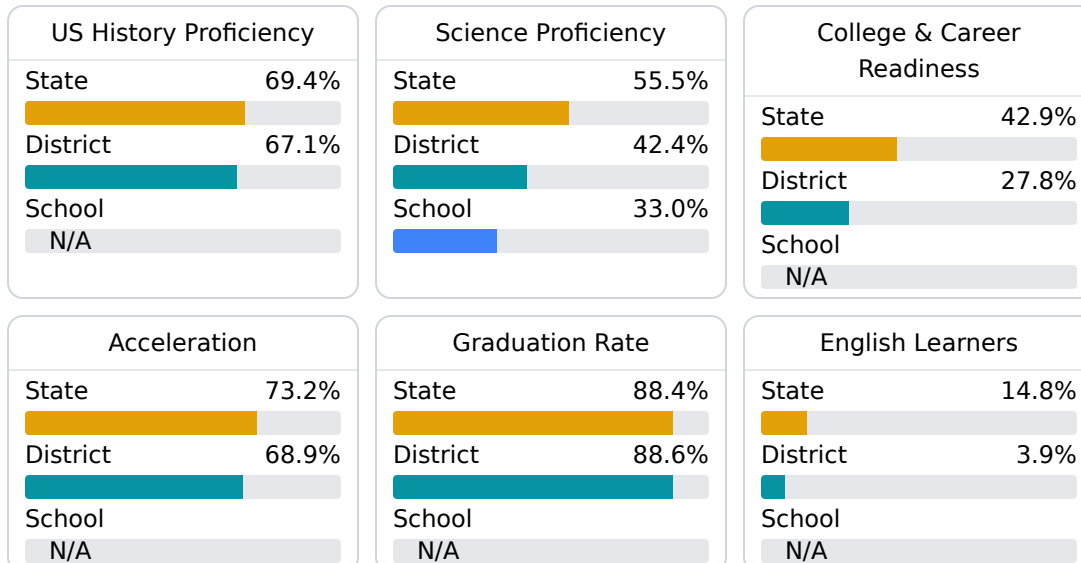 US History Proficiency
State 69.4%
District 67.1%
School
N/A
Science Proficiency
State 55.5%
District 42.4%
School 33.0%
College & Career
Readiness
State 42.9%
District 27.8%
School
N/A
Acceleration
State 73.2%
District 68.9%
School
N/A
Graduation Rate
State 88.4%
District 88.6%
School
N/A
English Learners
State 14.8%
District 3.9%
School
N/A